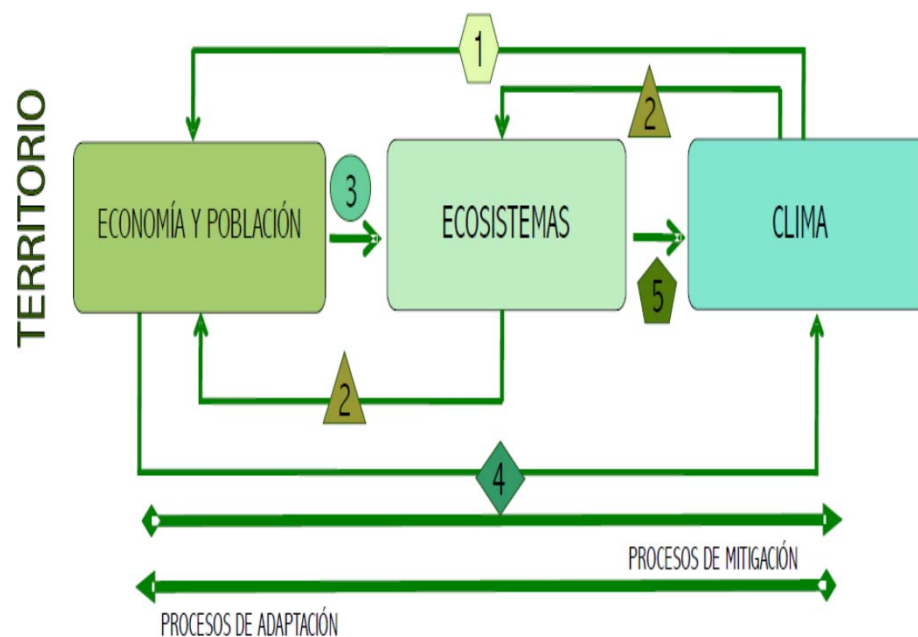 TERRITORIO
1
2
ECONOMÍA Y POBLACIÓN
3
ECOSISTEMAS
CLIMA
5
2
4
PROCESOS DE MITIGACIÓN
PROCESOS DE ADAPTACIÓN